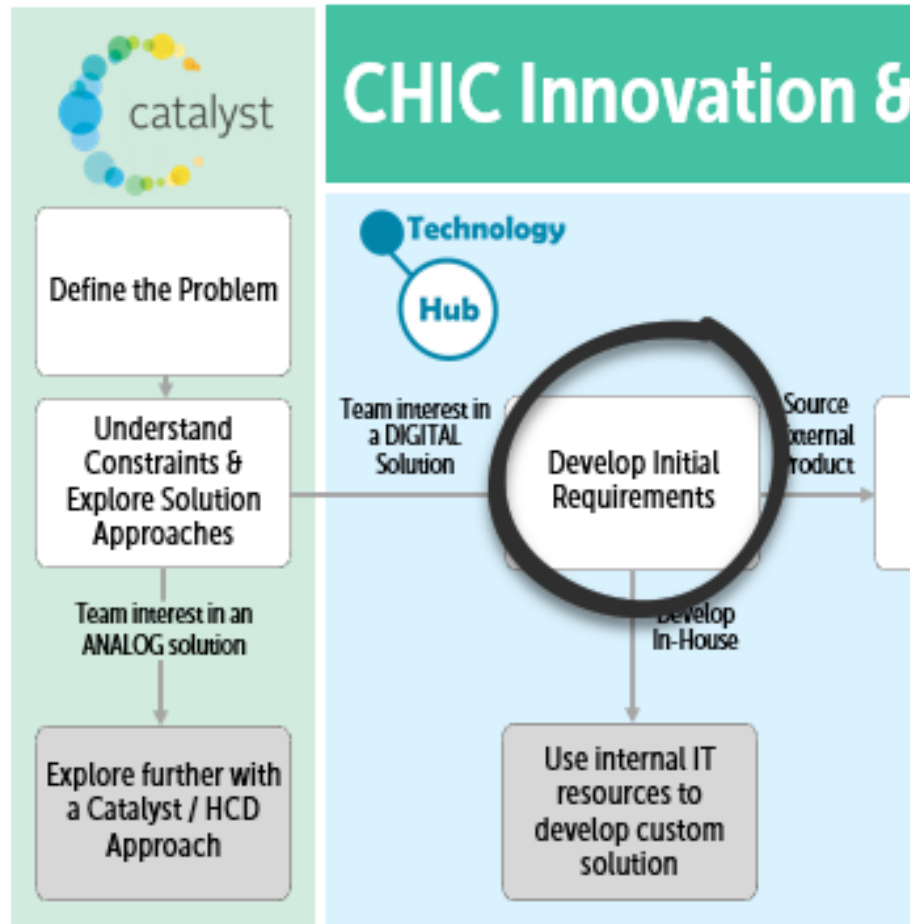 catalyst
CHIC Innovation &
Define the Problem
Technology
Hub
Understand
Constraints &
Explore Solution
Approaches
Team interest in
a DIGITAL
Solution
Develop Initial
Requirements
Source
External
Product
Team interest in an
ANALOG solution
Develop
In-House
Explore further with
a Catalyst / HCD
Approach
Use internal IT
resources to
develop custom
solution